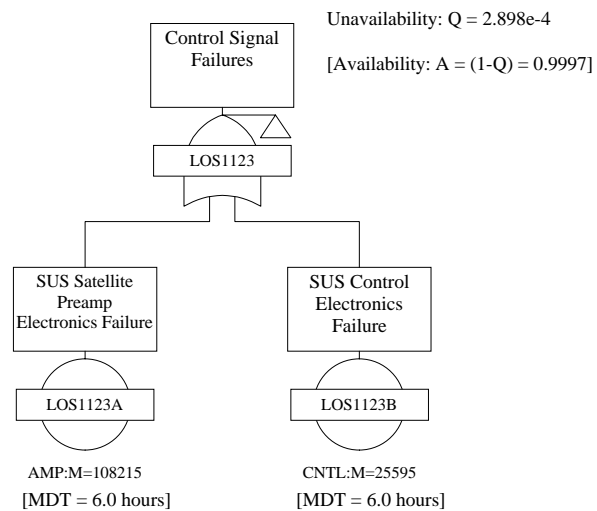 Unavailability: Q = 2.898e-4
[Availability: A = (1-Q) = 0.9997]
Control Signal
Failures
LOS1123
SUS Satellite
Preamp
Electronics Failure
LOS1123A
AMP:M=108215
[MDT = 6.0 hours]
SUS Control
Electronics
Failure
LOS1123B
CNTL:M=25595
[MDT = 6.0 hours]